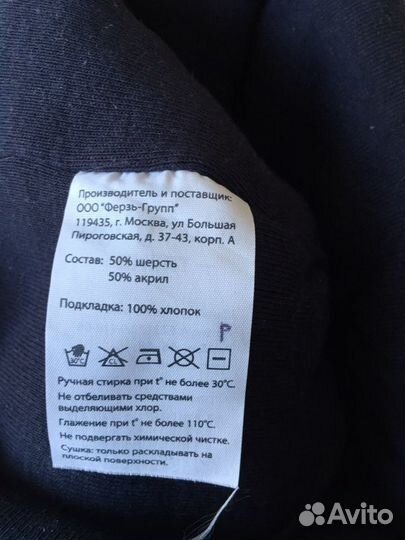 Производитель и поставщик:
ООО "Ферзь-Групп"
119435, г. Москва, ул Большая
Пироговская, д. 37-43, корп. А
Состав: 50% шерсть
50% акрил
Подкладка: 100% хлопок
P
30°C CL
Ручная стирка при t° не более 30°C.
Не отбеливать средствами
выделяющими хлор.
Глажение при t° не более 110°C.
Не подвергать химической чистке.
Сушка: только раскладывать на
плоской поверхности.
Avito